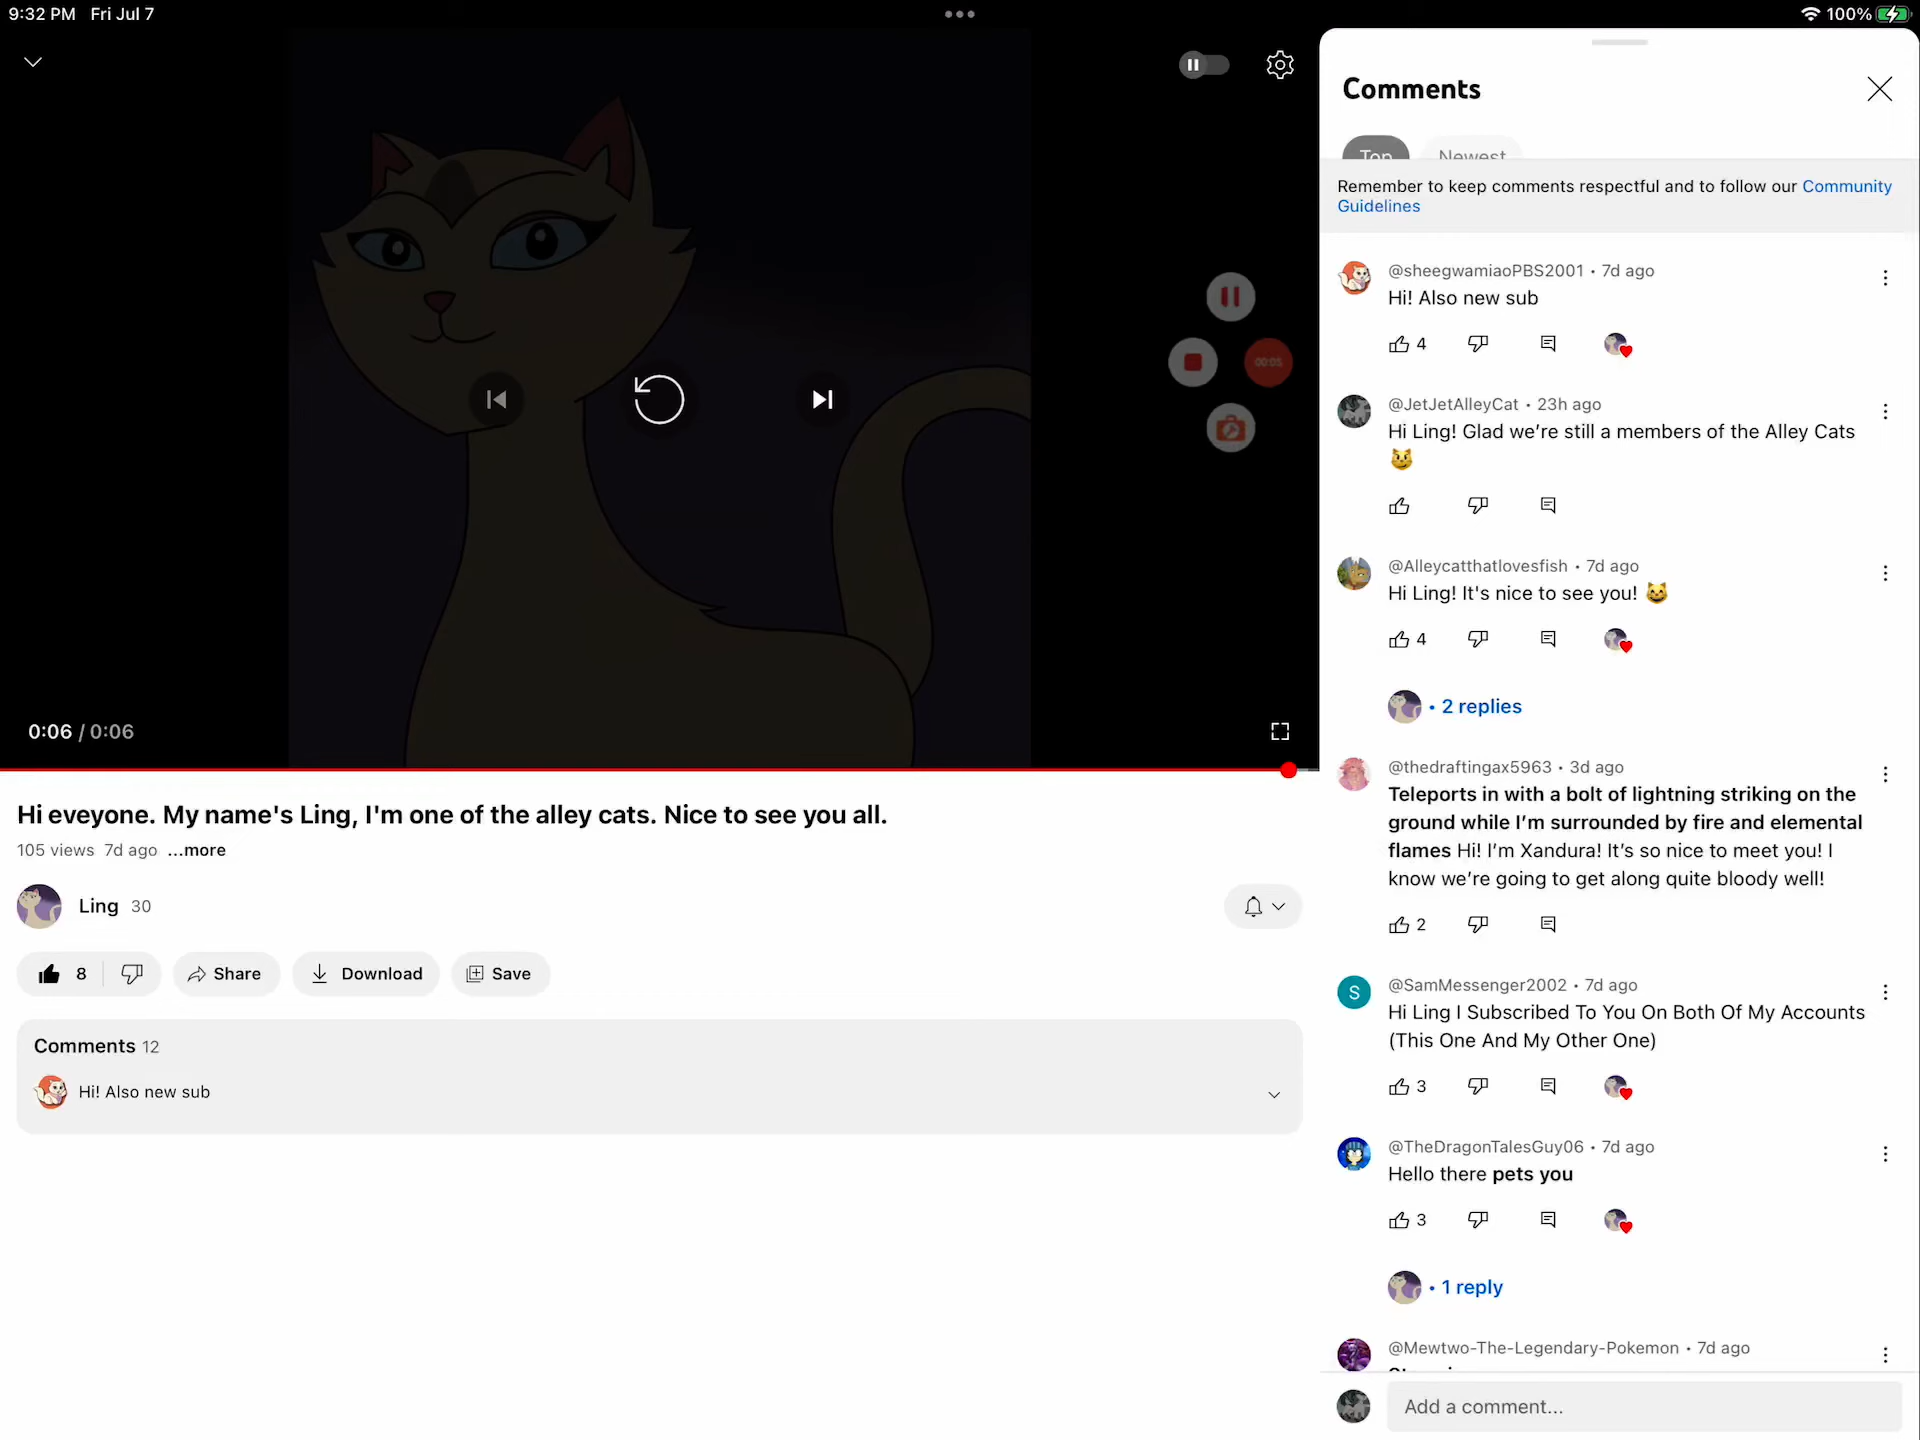 9:32 PM Fri Jul 7
100%
Comments
Top Newest
Remember to keep comments respectful and to follow our Community
Guidelines
@sheegwamiaoPBS2001 • 7d ago
Hi! Also new sub
4
@JetJetAlleyCat • 23h ago
Hi Ling! Glad we’re still a members of the Alley Cats
😼
@Alleycatthatlovesfish • 7d ago
Hi Ling! It's nice to see you! 😺
4
• 2 replies
@thedraftingax5963 • 3d ago
Teleports in with a bolt of lightning striking on the
ground while I’m surrounded by fire and elemental
flames Hi! I’m Xandura! It’s so nice to meet you! I
know we’re going to get along quite bloody well!
2
@SamMessenger2002 • 7d ago
S
Hi Ling I Subscribed To You On Both Of My Accounts
(This One And My Other One)
3
@TheDragonTalesGuy06 • 7d ago
Hello there pets you
3
• 1 reply
@Mewtwo-The-Legendary-Pokemon • 7d ago
Add a comment...
00:05
0:06 / 0:06
Hi eveyone. My name's Ling, I'm one of the alley cats. Nice to see you all.
105 views 7d ago ...more
Ling 30
8 Share Download Save
Comments 12
Hi! Also new sub